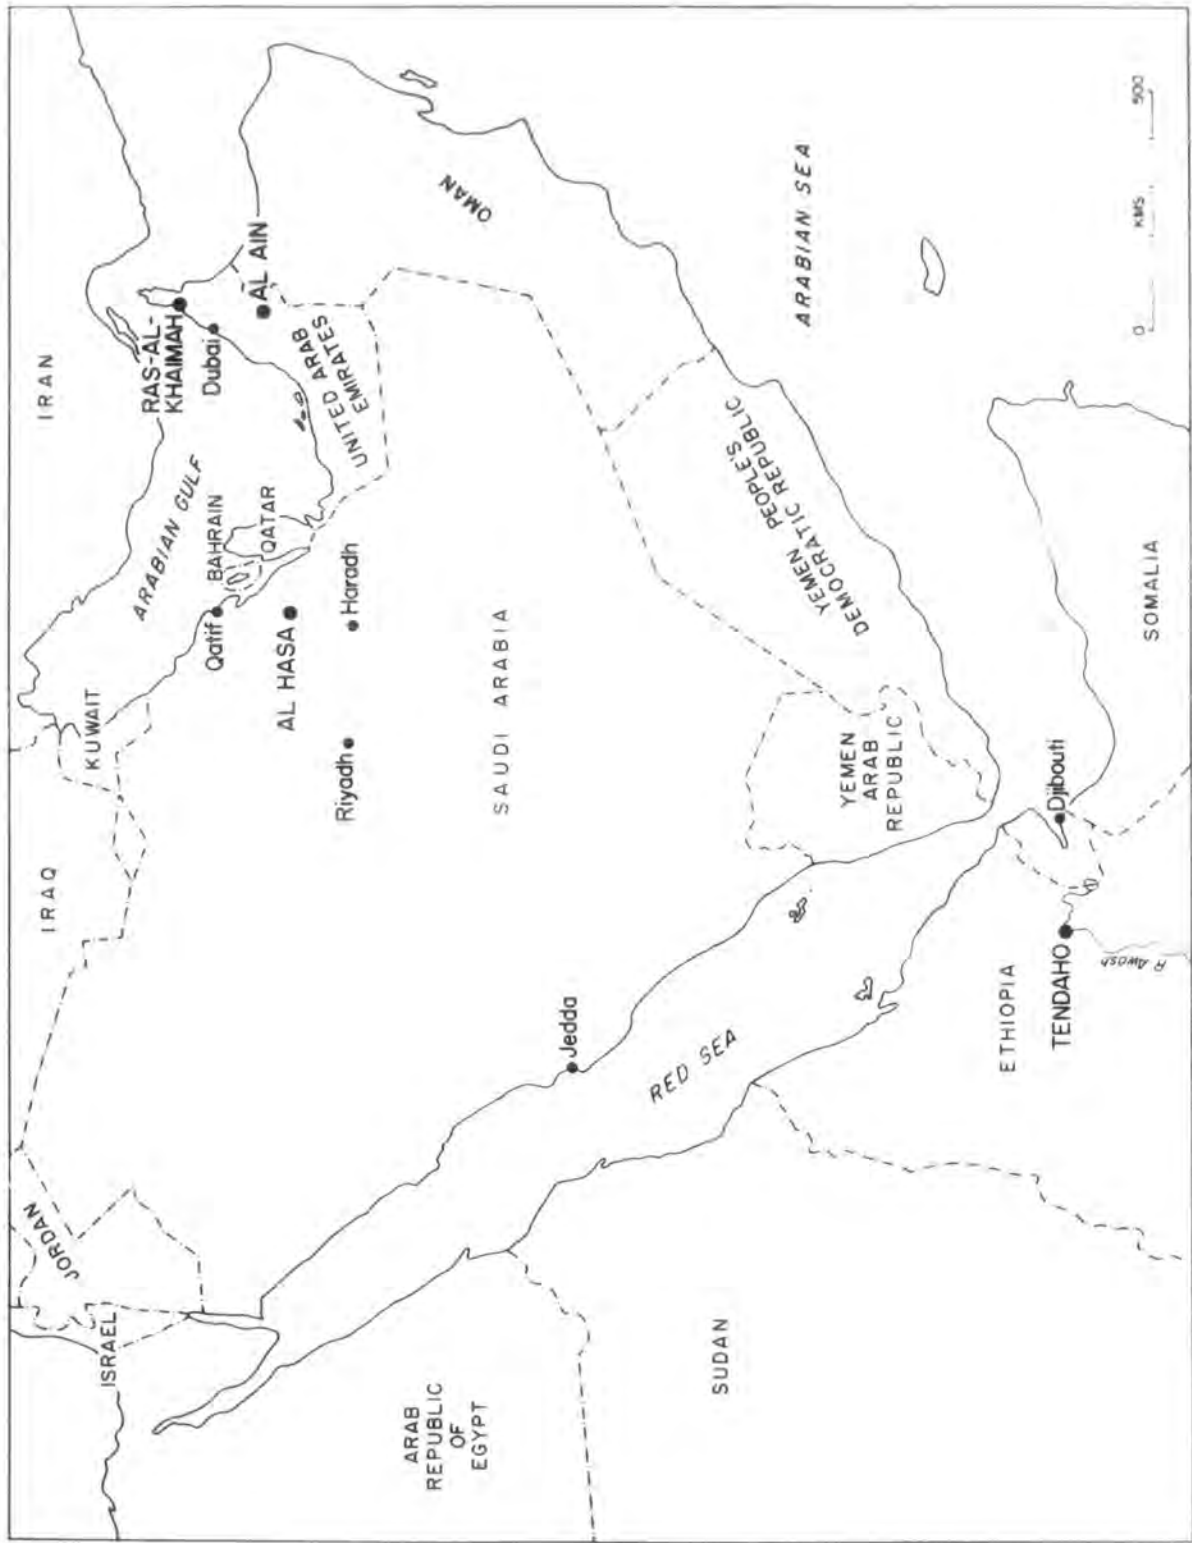 IRAN
IRAQ
KUWAIT
JORDAN
ISRAEL
ARABIAN GULF
BAHRAIN
QATAR
Qatif
AL HASA
Haradh
Riyadh
RAS-AL-
KHAIMAH
Dubai
AL AIN
UNITED ARAB
EMIRATES
OMAN
SAUDI ARABIA
Jedda
RED SEA
ARAB
REPUBLIC
OF
EGYPT
SUDAN
YEMEN
ARAB
REPUBLIC
YEMEN PEOPLE'S
DEMOCRATIC REPUBLIC
ARABIAN SEA
ETHIOPIA
TENDAHO
R Awash
Djibouti
SOMALIA
0 KMS 500